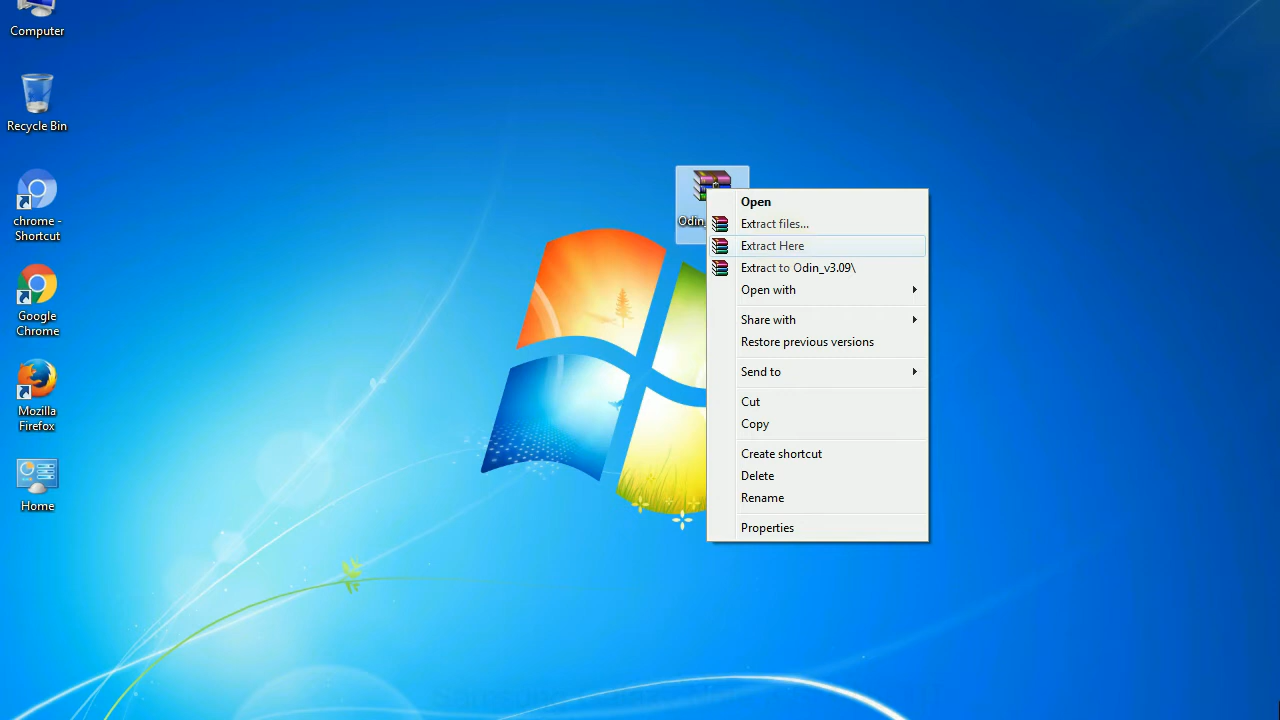 Computer
Recycle Bin
chrome -
Shortcut
Google
Chrome
Mozilla
Firefox
Home
Open
Extract files...
Extract Here
Extract to Odin_v3.09\
Open with
Share with
Restore previous versions
Send to
Cut
Copy
Create shortcut
Delete
Rename
Properties